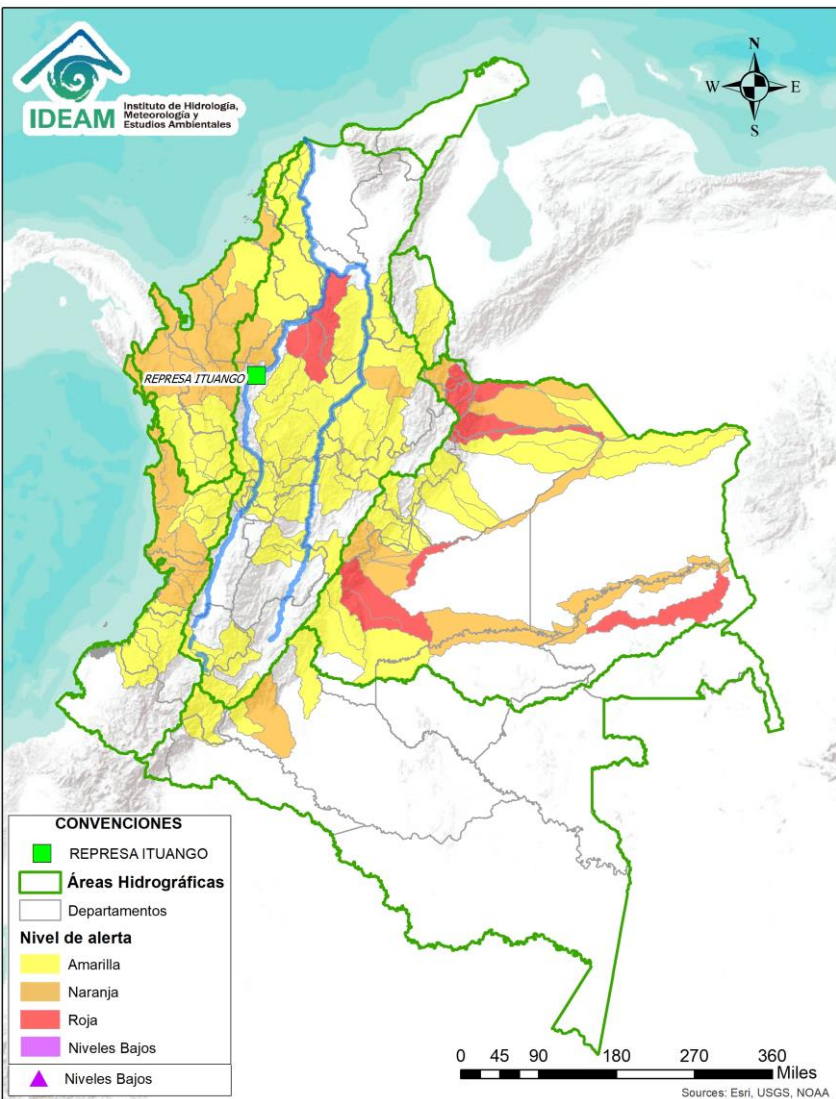 IDEAM
Instituto de Hidrología,
Meteorología y
Estudios Ambientales
N
W
E
S
REPRESA ITUANGO
CONVENCIONES
REPRESA ITUANGO
Áreas Hidrográficas
Departamentos
Nivel de alerta
Amarilla
Naranja
Roja
Niveles Bajos
Niveles Bajos
0 45 90 180 270 360
Miles
Sources: Esri, USGS, NOAA